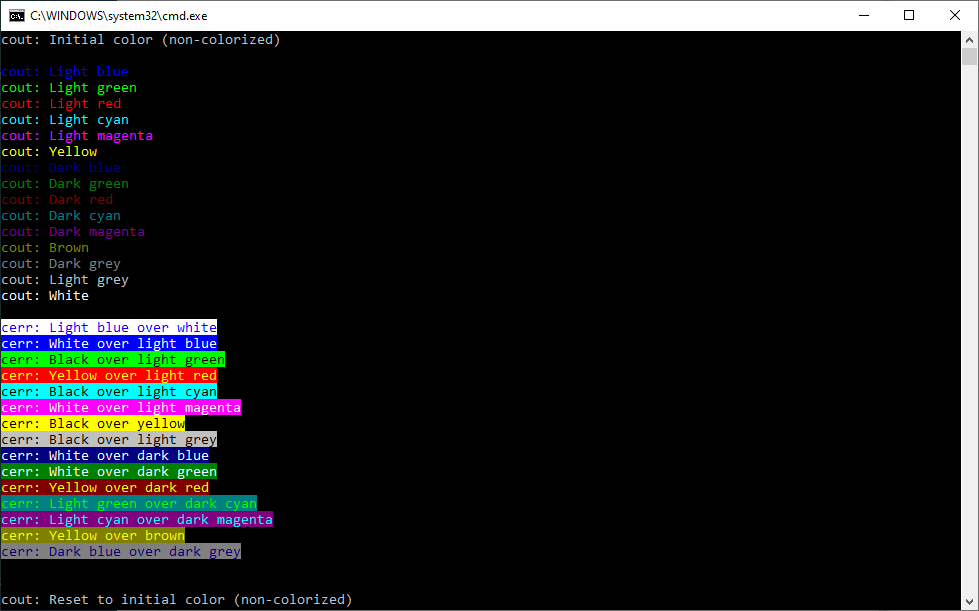 C:\WINDOWS\system32\cmd.exe
cout: Initial color (non-colorized)
cout: Light blue
cout: Light green
cout: Light red
cout: Light cyan
cout: Light magenta
cout: Yellow
cout: Dark blue
cout: Dark green
cout: Dark red
cout: Dark cyan
cout: Dark magenta
cout: Brown
cout: Dark grey
cout: Light grey
cout: White
cerr: Light blue over white
cerr: White over light blue
cerr: Black over light green
cerr: Yellow over light red
cerr: Black over light cyan
cerr: White over light magenta
cerr: Black over yellow
cerr: Black over light grey
cerr: White over dark blue
cerr: White over dark green
cerr: Yellow over dark red
cerr: Light green over dark cyan
cerr: Light cyan over dark magenta
cerr: Yellow over brown
cerr: Dark blue over dark grey
cout: Reset to initial color (non-colorized)